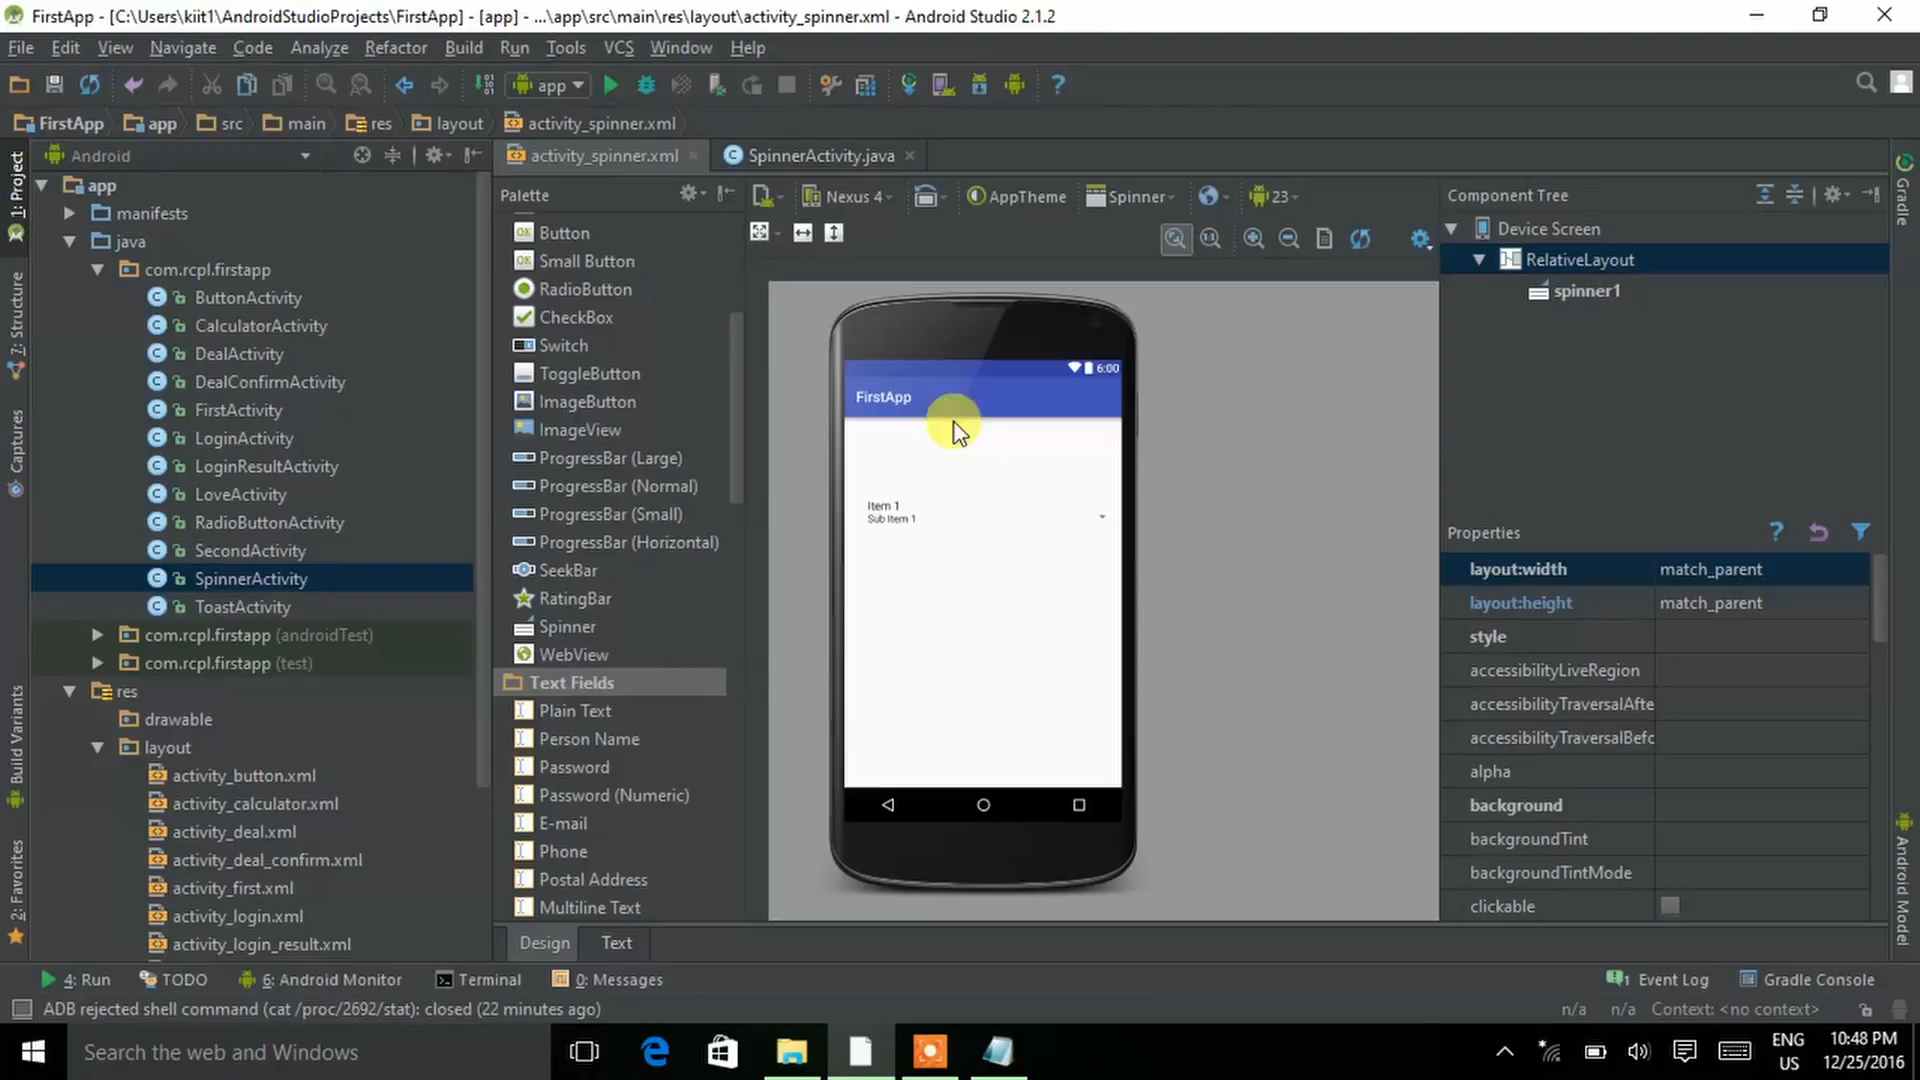 FirstApp - [C:\Users\kiit1\AndroidStudioProjects\FirstApp] - [app] - ...\app\src\main\res\layout\activity_spinner.xml - Android Studio 2.1.2
File Edit View Navigate Code Analyze Refactor Build Run Tools VCS Window Help
app
FirstApp app src main res layout activity_spinner.xml
1: Project
7: Structure
Captures
Build Variants
2: Favorites
Android
app
manifests
java
com.rcpl.firstapp
ButtonActivity
CalculatorActivity
DealActivity
DealConfirmActivity
FirstActivity
LoginActivity
LoginResultActivity
LoveActivity
RadioButtonActivity
SecondActivity
SpinnerActivity
ToastActivity
com.rcpl.firstapp (androidTest)
com.rcpl.firstapp (test)
res
drawable
layout
activity_button.xml
activity_calculator.xml
activity_deal.xml
activity_deal_confirm.xml
activity_first.xml
activity_login.xml
activity_login_result.xml
activity_spinner.xml SpinnerActivity.java
Palette
OK Button
OK Small Button
RadioButton
CheckBox
Switch
ToggleButton
ImageButton
ImageView
ProgressBar (Large)
ProgressBar (Normal)
ProgressBar (Small)
ProgressBar (Horizontal)
SeekBar
RatingBar
Spinner
WebView
Text Fields
Plain Text
Person Name
Password
Password (Numeric)
E-mail
Phone
Postal Address
Multiline Text
Design Text
Nexus 4 AppTheme Spinner 23
6:00
FirstApp
Item 1
Sub Item 1
Component Tree
Device Screen
RelativeLayout
spinner1
Properties
layout:width match_parent
layout:height match_parent
style
accessibilityLiveRegion
accessibilityTraversalAfte
accessibilityTraversalBefo
alpha
background
backgroundTint
backgroundTintMode
clickable
Gradle
Android Model
4: Run TODO 6: Android Monitor Terminal 0: Messages 1 Event Log Gradle Console
ADB rejected shell command (cat /proc/2692/stat): closed (22 minutes ago) n/a n/a Context: <no context>
Search the web and Windows
ENG
US
10:48 PM
12/25/2016